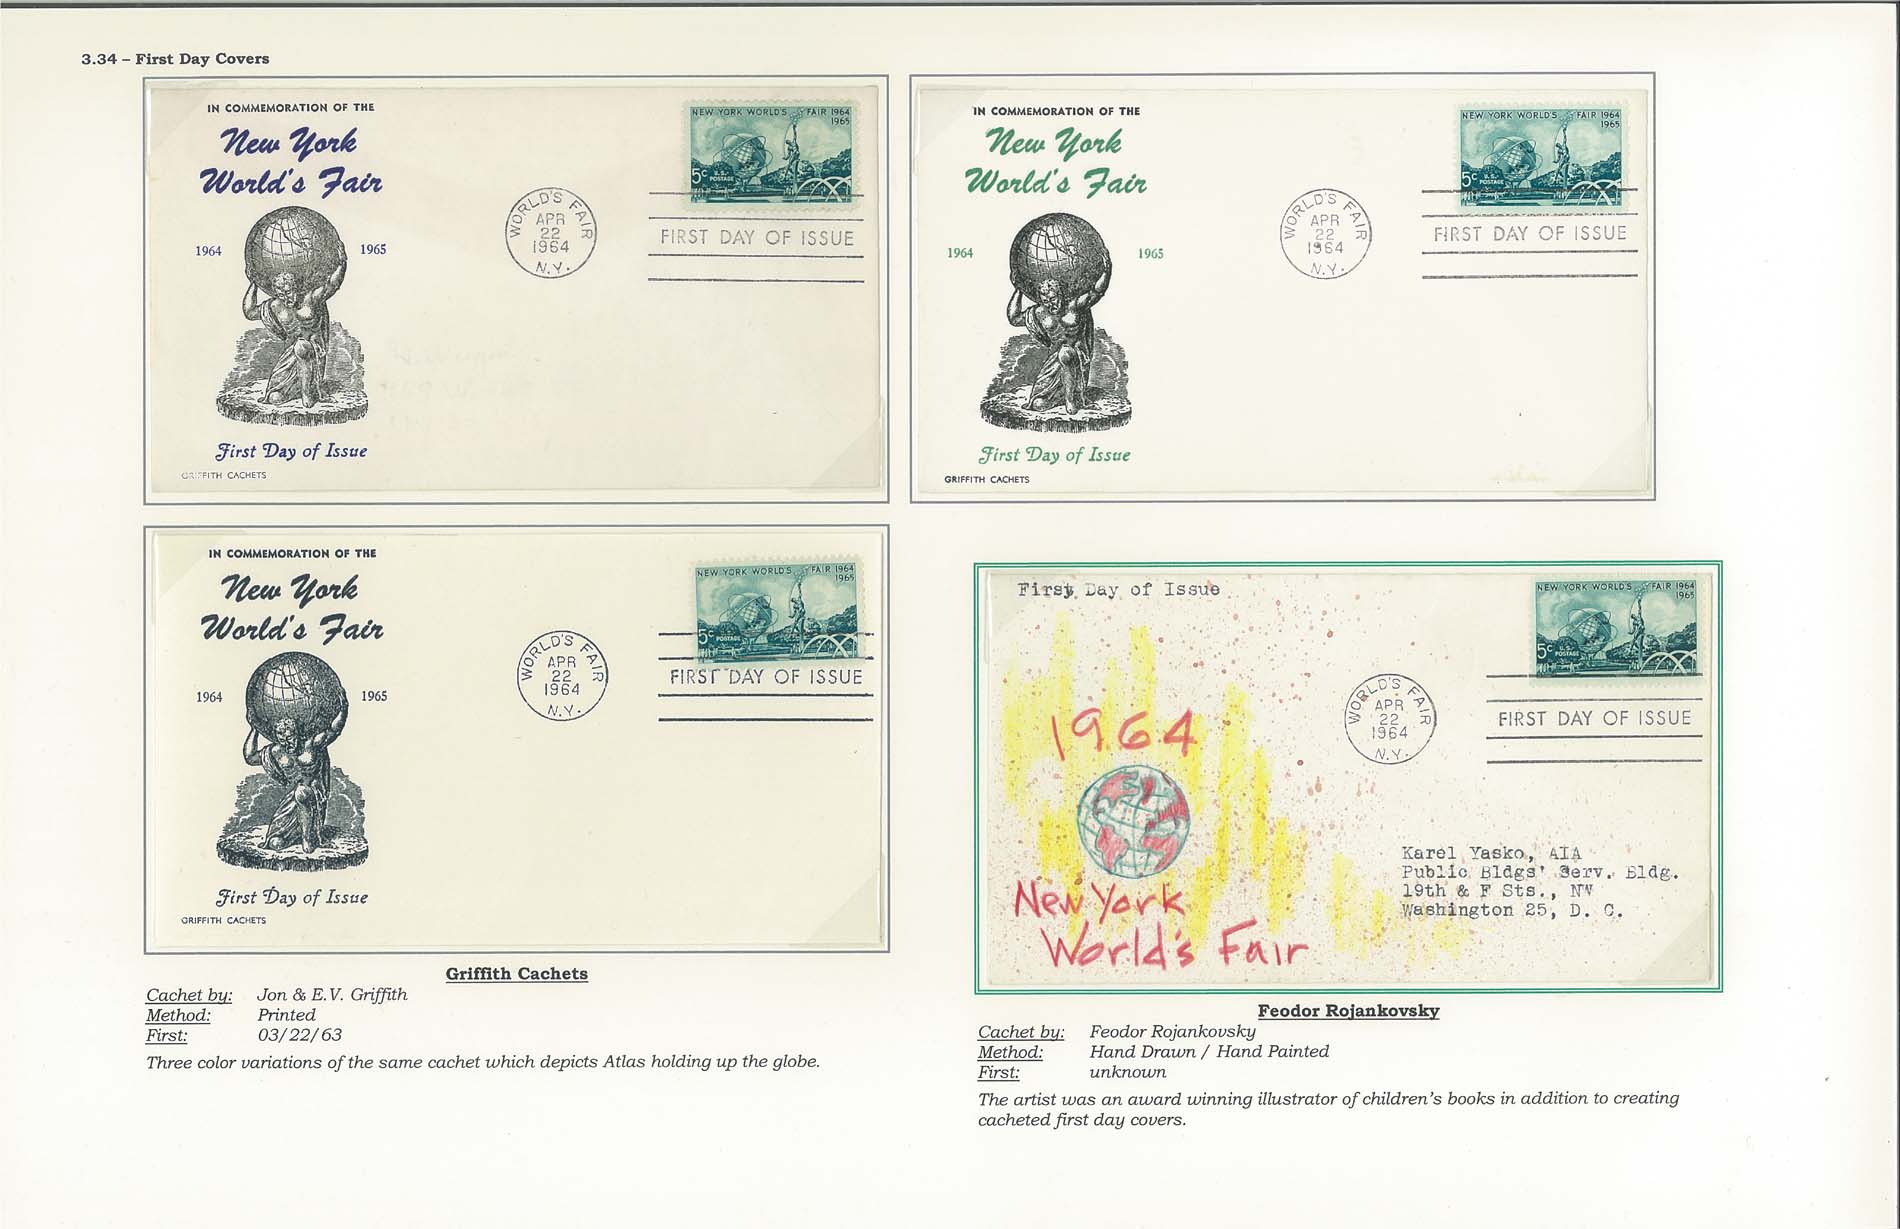 3.34 – First Day Covers
IN COMMEMORATION OF THE
New York
World's Fair
1964 1965
First Day of Issue
GRIFFITH CACHETS
WORLD'S FAIR
APR
22
1964
N.Y.
NEW YORK WORLD'S FAIR 1964
1965
5c U.S. POSTAGE
FIRST DAY OF ISSUE
IN COMMEMORATION OF THE
New York
World's Fair
1964 1965
First Day of Issue
GRIFFITH CACHETS
WORLD'S FAIR
APR
22
1964
N.Y.
NEW YORK WORLD'S FAIR 1964
1965
5c U.S. POSTAGE
FIRST DAY OF ISSUE
IN COMMEMORATION OF THE
New York
World's Fair
1964 1965
First Day of Issue
GRIFFITH CACHETS
WORLD'S FAIR
APR
22
1964
N.Y.
NEW YORK WORLD'S FAIR 1964
1965
5c U.S. POSTAGE
FIRST DAY OF ISSUE
Griffith Cachets
Cachet by: Jon & E.V. Griffith
Method: Printed
First: 03/22/63
Three color variations of the same cachet which depicts Atlas holding up the globe.
First Day of Issue
1964
New York
World's Fair
WORLD'S FAIR
APR
22
1964
N.Y.
NEW YORK WORLD'S FAIR 1964
1965
5c U.S. POSTAGE
FIRST DAY OF ISSUE
Karel Yasko, AIA
Public Bldgs' Serv. Bldg.
19th & F Sts., NW
Washington 25, D. C.
Feodor Rojankovsky
Cachet by: Feodor Rojankovsky
Method: Hand Drawn / Hand Painted
First: unknown
The artist was an award winning illustrator of children's books in addition to creating
cacheted first day covers.